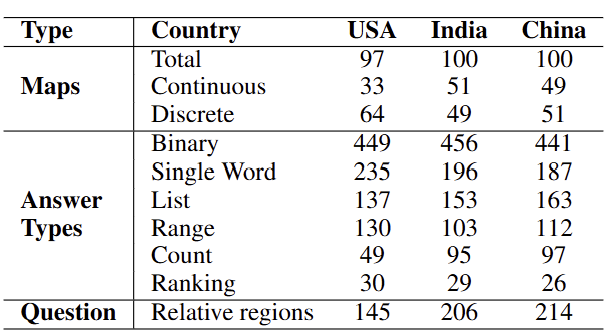 Type Country USA India China
Total 97 100 100
Maps Continuous 33 51 49
Discrete 64 49 51
Binary 449 456 441
Single Word 235 196 187
Answer List 137 153 163
Types Range 130 103 112
Count 49 95 97
Ranking 30 29 26
Question Relative regions 145 206 214